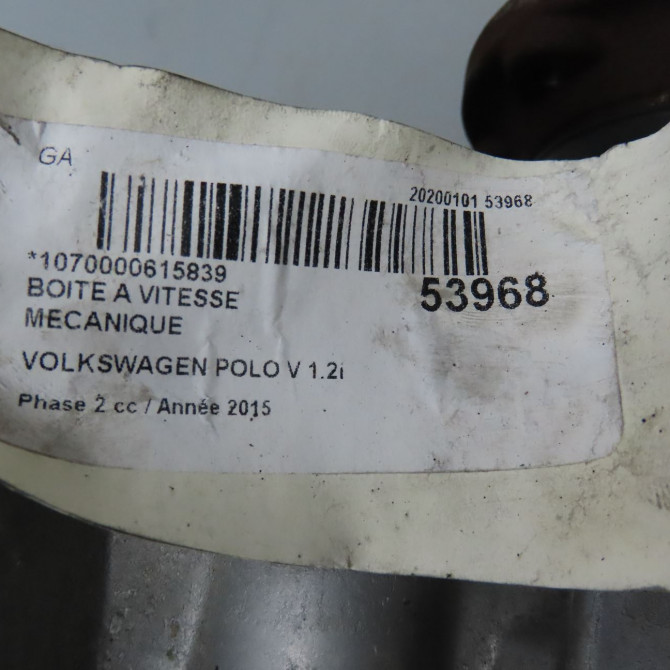 GA
20200101 53968
*1070000615839
53968
BOITE A VITESSE
MECANIQUE
VOLKSWAGEN POLO V 1.2i
Phase 2 cc / Année 2015